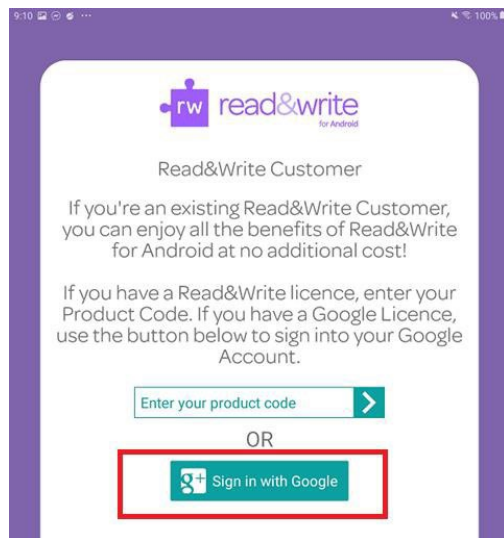 9:10 ...
100%
rw read&write
for Android
Read&Write Customer
If you're an existing Read&Write Customer,
you can enjoy all the benefits of Read&Write
for Android at no additional cost!
If you have a Read&Write licence, enter your
Product Code. If you have a Google Licence,
use the button below to sign into your Google
Account.
Enter your product code
OR
g+ Sign in with Google